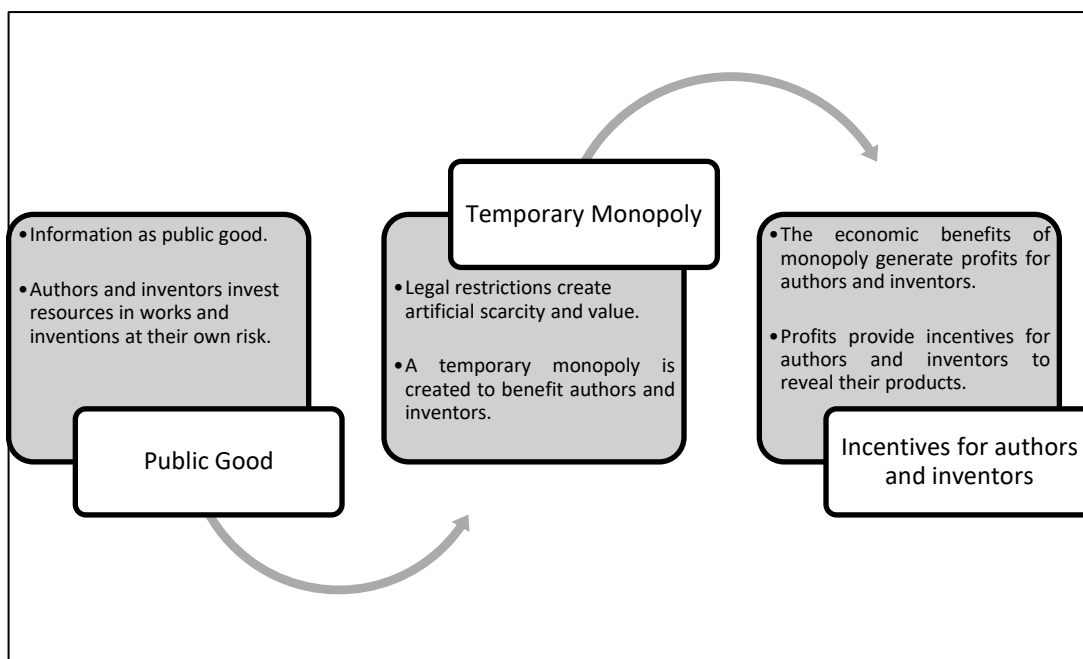 •Information as public good.
•Authors and inventors invest
resources in works and
inventions at their own risk.
Public Good
Temporary Monopoly
•Legal restrictions create
artificial scarcity and value.
•A temporary monopoly is
created to benefit authors and
inventors.
•The economic benefits of
monopoly generate profits for
authors and inventors.
•Profits provide incentives for
authors and inventors to
reveal their products.
Incentives for authors
and inventors